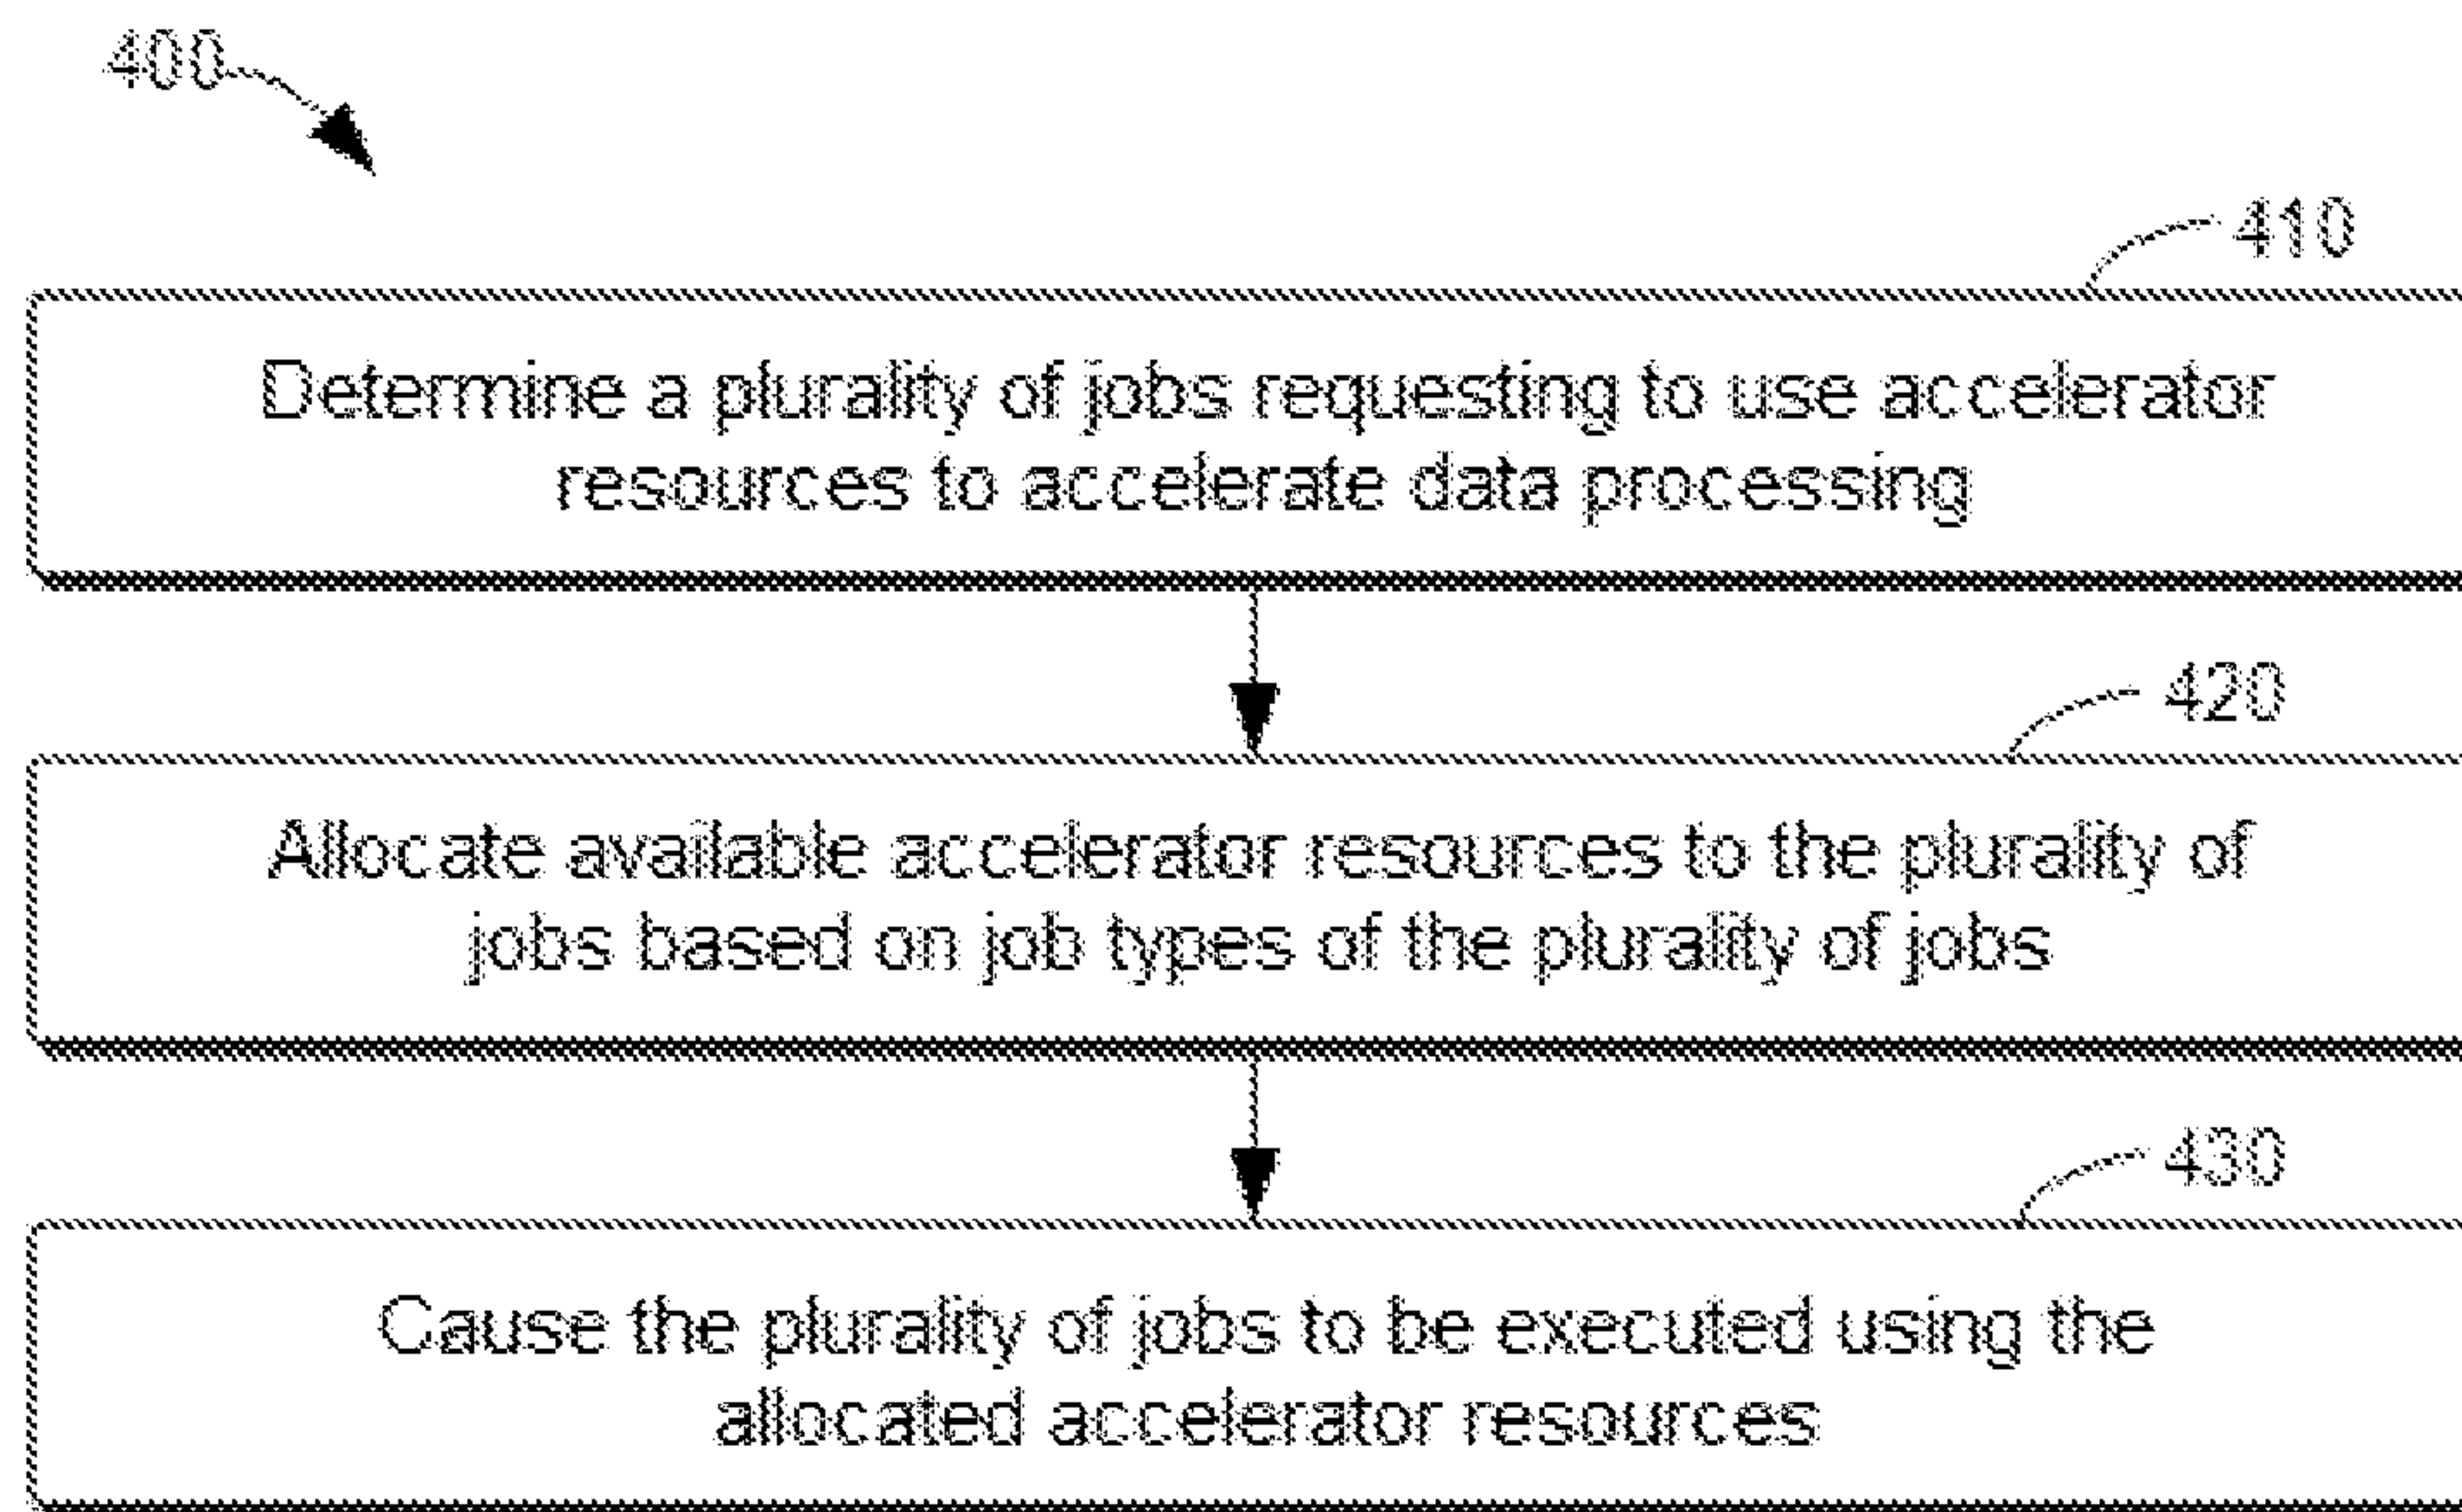 400
410
Determine a plurality of jobs requesting to use accelerator
resources to accelerate data processing
420
Allocate available accelerator resources to the plurality of
jobs based on job types of the plurality of jobs
430
Cause the plurality of jobs to be executed using the
allocated accelerator resources